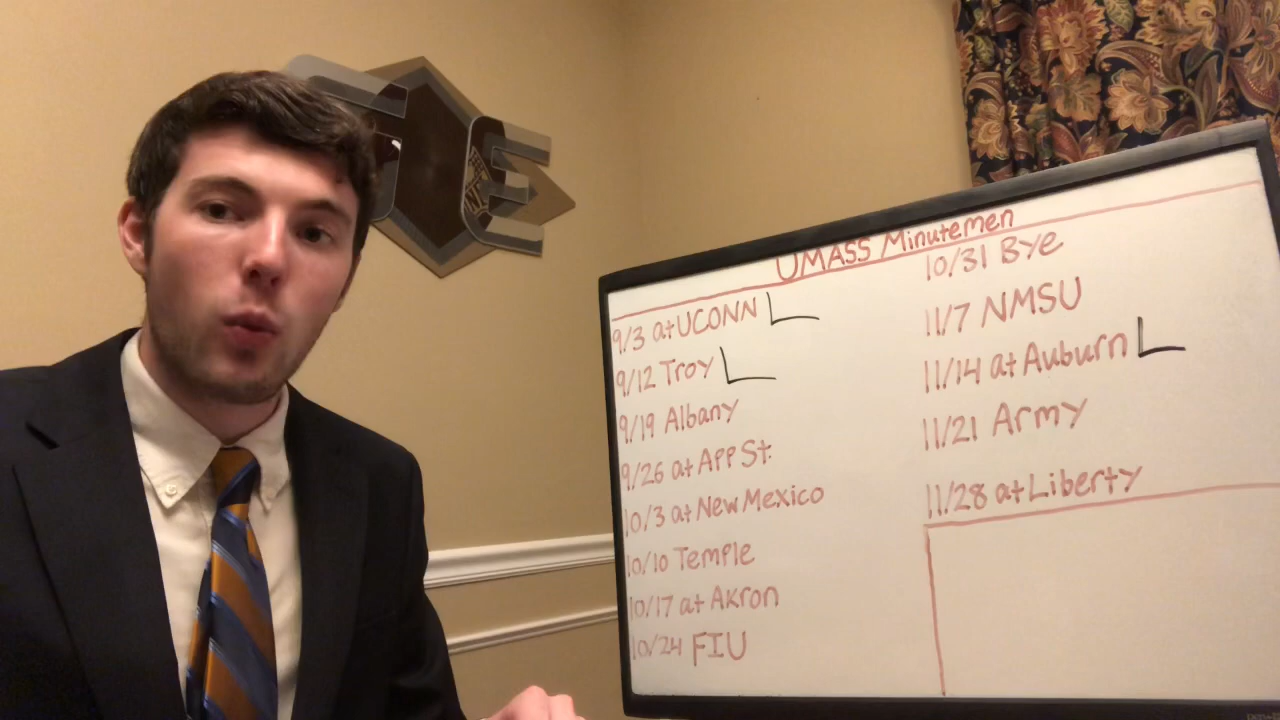 UMASS Minutemen
9/3 at UCONN L
9/12 Troy L
9/19 Albany
9/26 at App St.
10/3 at New Mexico
10/10 Temple
10/17 at Akron
10/24 FIU
10/31 Bye
11/7 NMSU
11/14 at Auburn L
11/21 Army
11/28 at Liberty